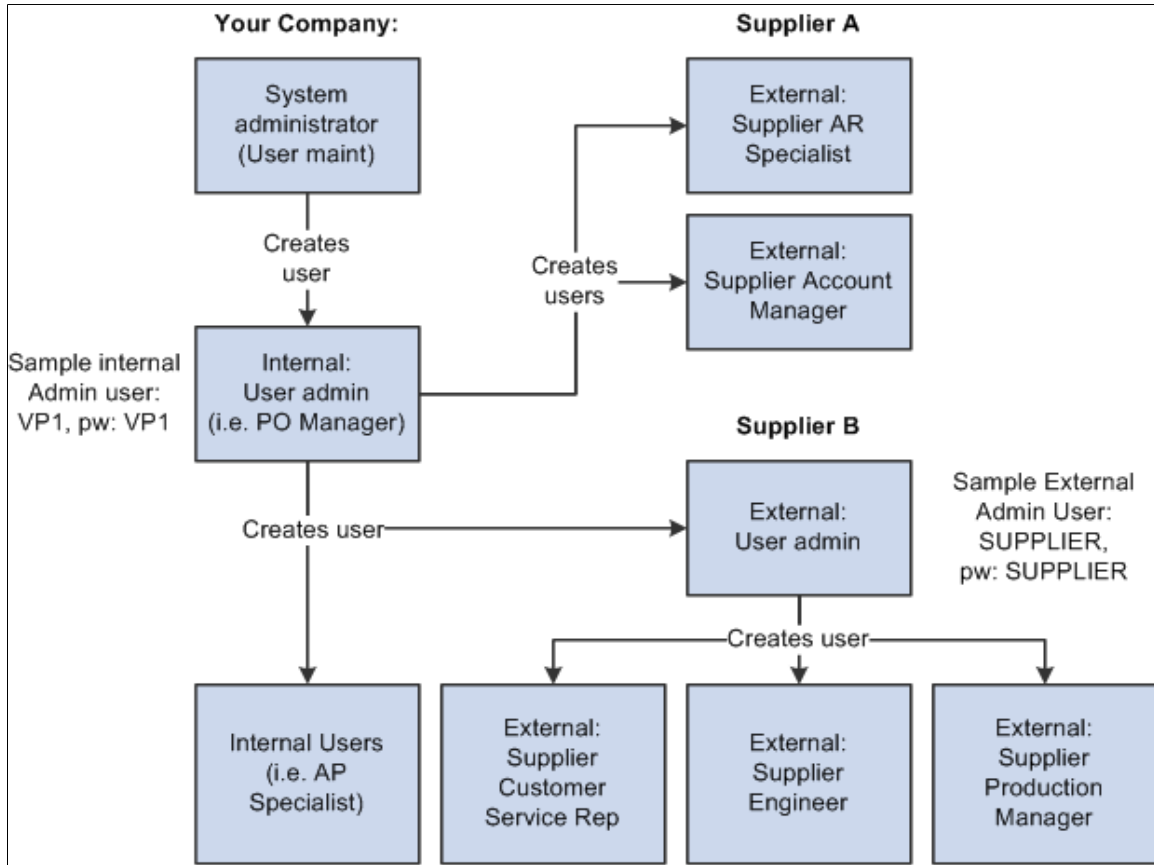 Your Company:
System
administrator
(User maint)
Creates
user
Sample internal
Admin user:
VP1, pw: VP1
Internal:
User admin
(i.e. PO Manager)
Creates
users
Supplier A
External:
Supplier AR
Specialist
External:
Supplier Account
Manager
Creates user
Supplier B
External:
User admin
Sample External
Admin User:
SUPPLIER,
pw: SUPPLIER
Creates user
Internal Users
(i.e. AP
Specialist)
External:
Supplier
Customer
Service Rep
External:
Supplier
Engineer
External:
Supplier
Production
Manager